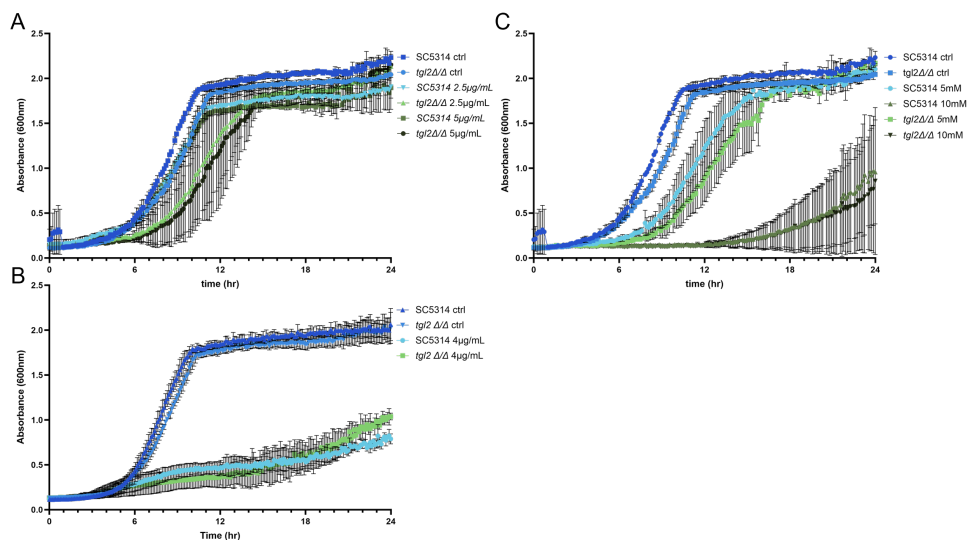 A
2.5
2.0
1.5
1.0
0.5
0.0
Absorbance (600nm)
0
6
12
18
24
time (hr)
SC5314 ctrl
tgl2Δ/Δ ctrl
SC5314 2.5µg/mL
tgl2Δ/Δ 2.5µg/mL
SC5314 5µg/mL
tgl2Δ/Δ 5µg/mL
C
2.5
2.0
1.5
1.0
0.5
0.0
Absorbance (600nm)
0
6
12
18
24
time (hr)
SC5314 ctrl
tgl2Δ/Δ ctrl
SC5314 5mM
SC5314 10mM
tgl2Δ/Δ 5mM
tgl2Δ/Δ 10mM
B
2.5
2.0
1.5
1.0
0.5
0.0
Absorbance (600nm)
0
6
12
18
24
Time (hr)
SC5314 ctrl
tgl2 Δ/Δ ctrl
SC5314 4µg/mL
tgl2 Δ/Δ 4µg/mL